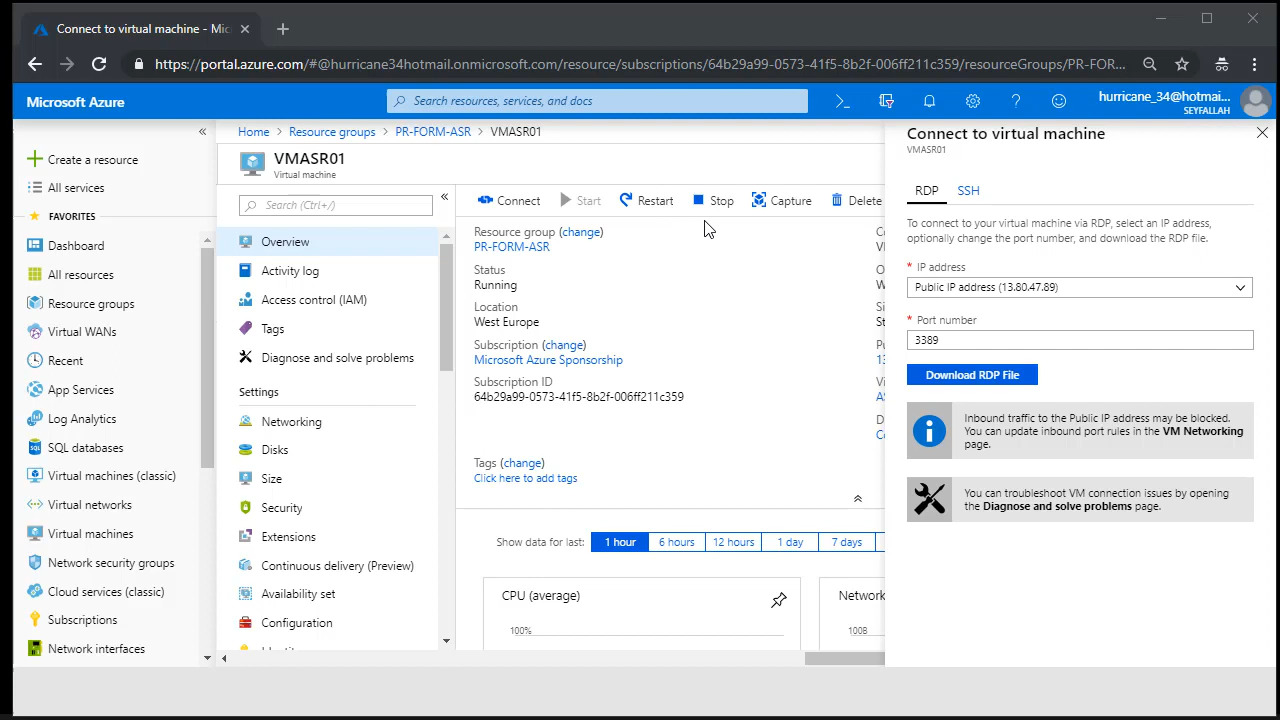 Connect to virtual machine - Mic
https://portal.azure.com/#@hurricane34hotmail.onmicrosoft.com/resource/subscriptions/64b29a99-0573-41f5-8b2f-006ff211c359/resourceGroups/PR-FOR...
Microsoft Azure
Search resources, services, and docs
hurricane_34@hotmai...
SEYFALLAH
Create a resource
All services
FAVORITES
Dashboard
All resources
Resource groups
Virtual WANs
Recent
App Services
Log Analytics
SQL databases
Virtual machines (classic)
Virtual networks
Virtual machines
Network security groups
Cloud services (classic)
Subscriptions
Network interfaces
Home > Resource groups > PR-FORM-ASR > VMASR01
VMASR01
Virtual machine
Search (Ctrl+/)
Overview
Activity log
Access control (IAM)
Tags
Diagnose and solve problems
Settings
Networking
Disks
Size
Security
Extensions
Continuous delivery (Preview)
Availability set
Configuration
Connect Start Restart Stop Capture Delete
Resource group (change)
PR-FORM-ASR
Status
Running
Location
West Europe
Subscription (change)
Microsoft Azure Sponsorship
Subscription ID
64b29a99-0573-41f5-8b2f-006ff211c359
Tags (change)
Click here to add tags
Show data for last: 1 hour 6 hours 12 hours 1 day 7 days
CPU (average)
100%
Network
100B
Connect to virtual machine
VMASR01
RDP SSH
To connect to your virtual machine via RDP, select an IP address,
optionally change the port number, and download the RDP file.
* IP address
Public IP address (13.80.47.89)
* Port number
3389
Download RDP File
Inbound traffic to the Public IP address may be blocked.
You can update inbound port rules in the VM Networking
page.
You can troubleshoot VM connection issues by opening
the Diagnose and solve problems page.